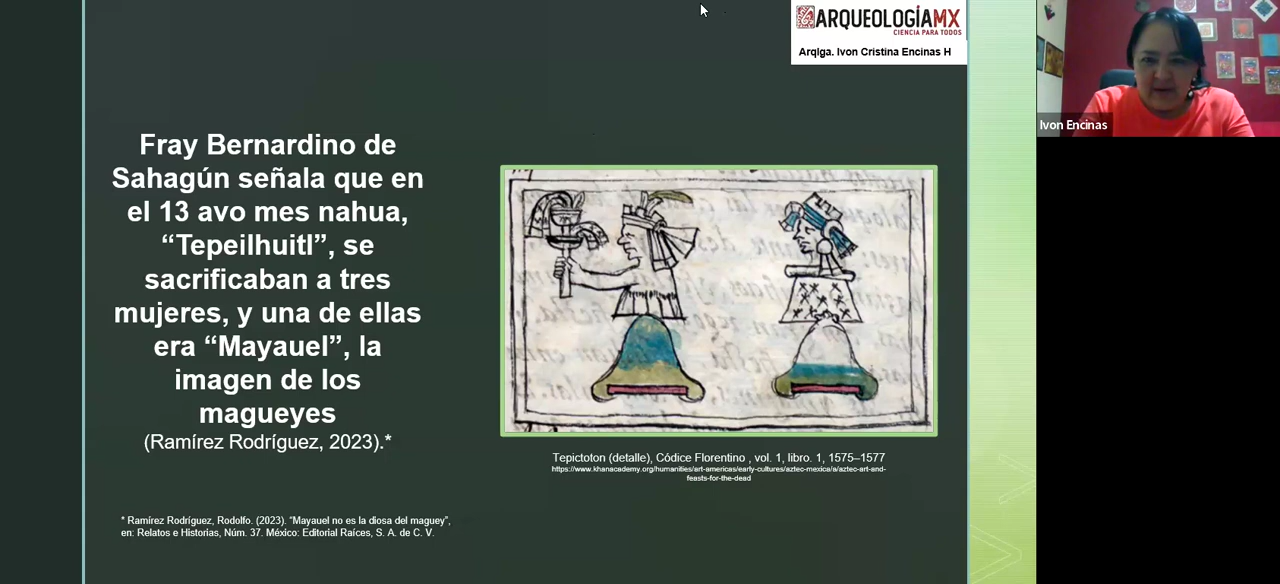 ARQUEOLOGÍAMX
CIENCIA PARA TODOS
Arqlga. Ivon Cristina Encinas H
Ivon Encinas
Fray Bernardino de
Sahagún señala que en
el 13 avo mes nahua,
“Tepeilhuitl”, se
sacrificaban a tres
mujeres, y una de ellas
era “Mayauel”, la
imagen de los
magueyes
(Ramírez Rodríguez, 2023).*
Tepictoton (detalle), Códice Florentino , vol. 1, libro. 1, 1575–1577
https://www.khanacademy.org/humanities/art-americas/early-cultures/aztec-mexica/a/aztec-art-and-
feasts-for-the-dead
* Ramírez Rodríguez, Rodolfo. (2023). “Mayauel no es la diosa del maguey”,
en: Relatos e Historias, Núm. 37. México: Editorial Raíces, S. A. de C. V.